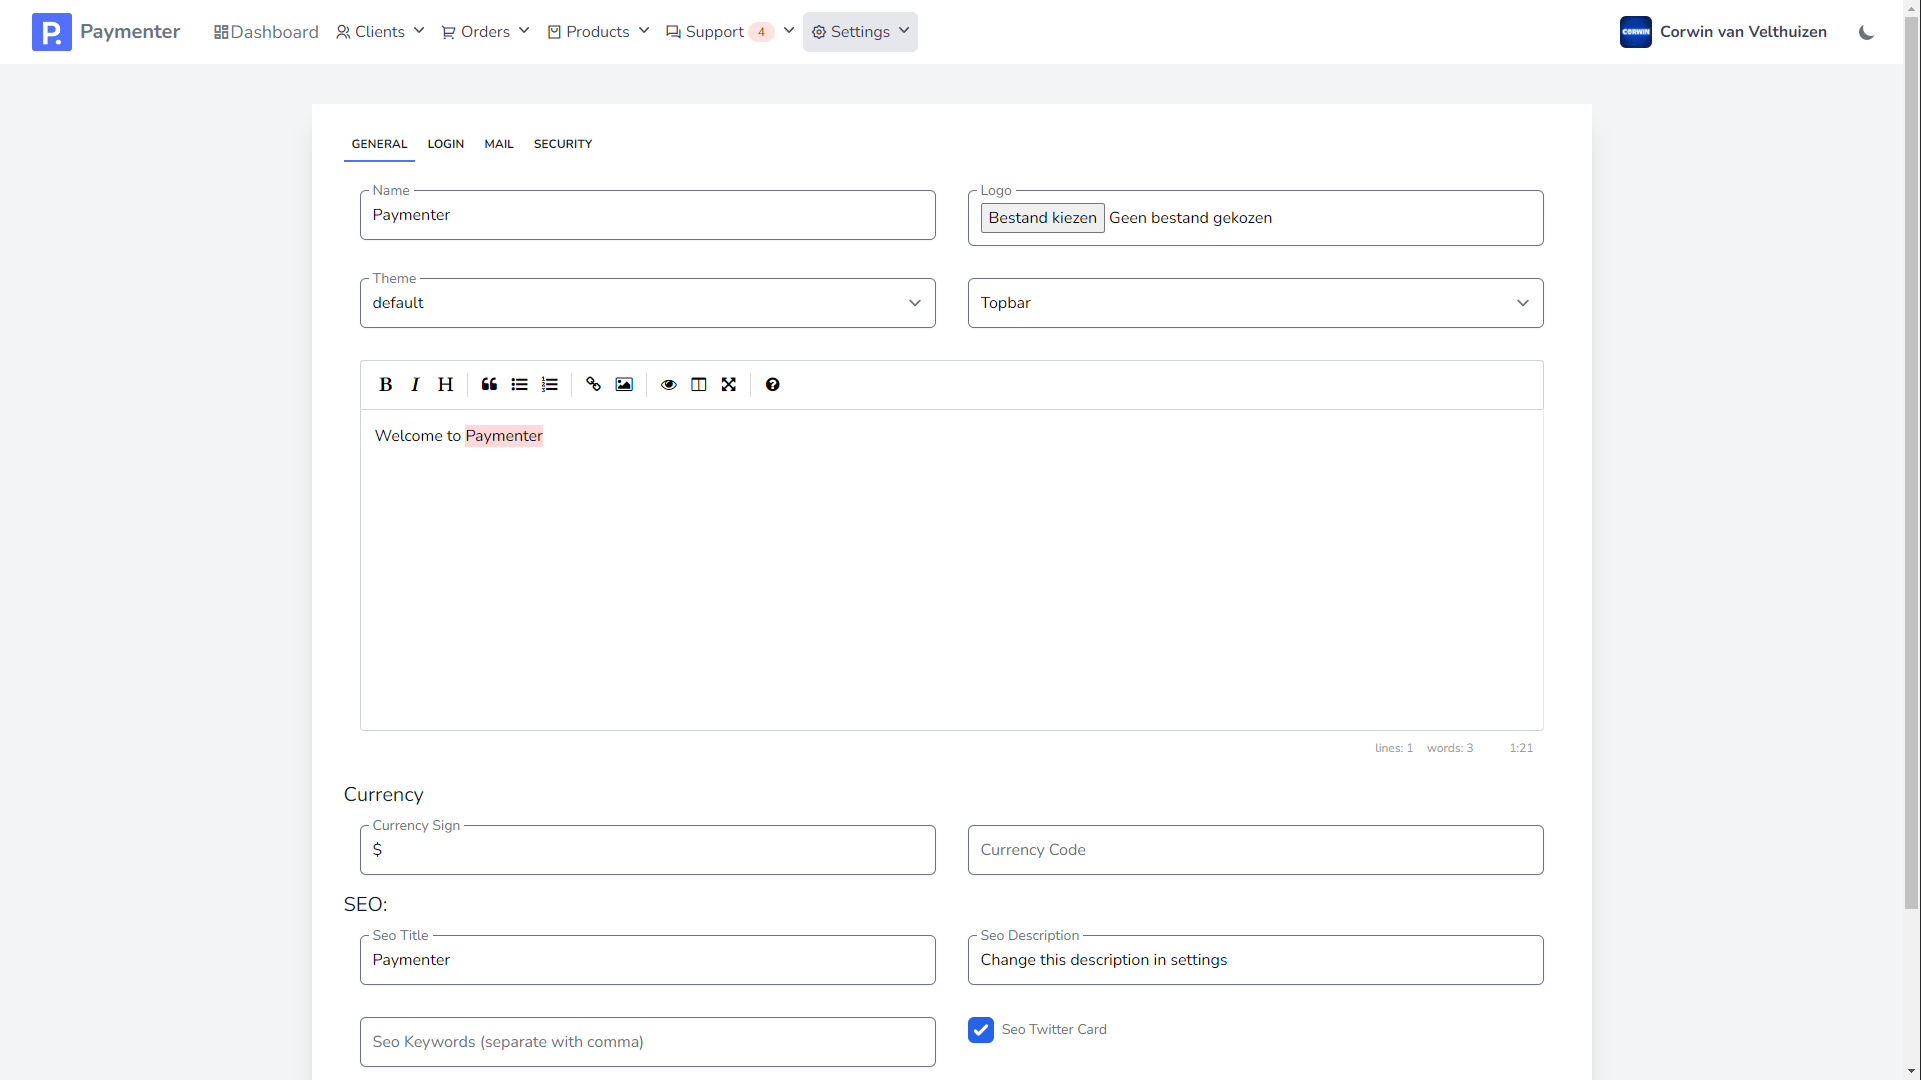 P. Paymenter Dashboard Clients Orders Products Support 4 Settings CORWIN Corwin van Velthuizen
GENERAL LOGIN MAIL SECURITY
Name
Paymenter
Logo
Bestand kiezen Geen bestand gekozen
Theme
default
Topbar
B I H
Welcome to Paymenter
lines: 1 words: 3 1:21
Currency
Currency Sign
$
Currency Code
SEO:
Seo Title
Paymenter
Seo Description
Change this description in settings
Seo Keywords (separate with comma)
Seo Twitter Card